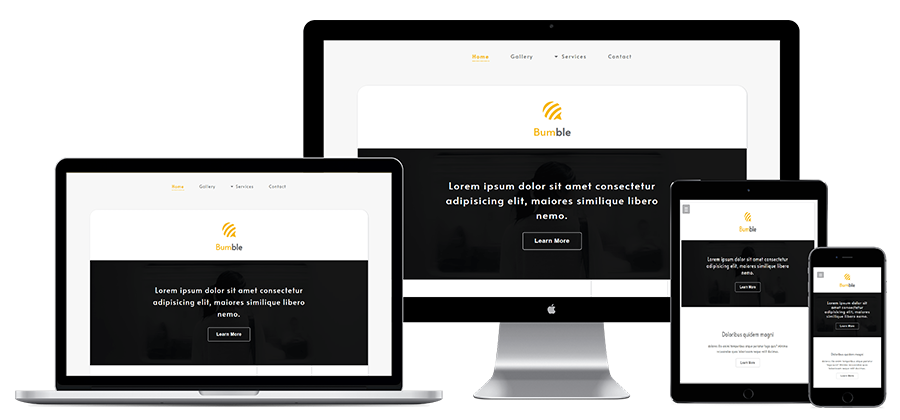 Home Gallery Services Contact
Bumble
Lorem ipsum dolor sit amet consectetur
adipisicing elit, maiores similique libero
nemo.
Learn More
Home Gallery Services Contact
Bumble
Lorem ipsum dolor sit amet consectetur
adipisicing elit, maiores similique libero
nemo.
Learn More
Bumble
Lorem ipsum dolor sit amet consectetur
adipisicing elit, maiores similique libero
nemo.
Learn More
Doloribus quidem magni
Learn More
Bumble
Lorem ipsum dolor sit amet
consectetur adipisicing elit,
maiores similique libero nemo.
Learn More
Doloribus quidem magni
Learn More